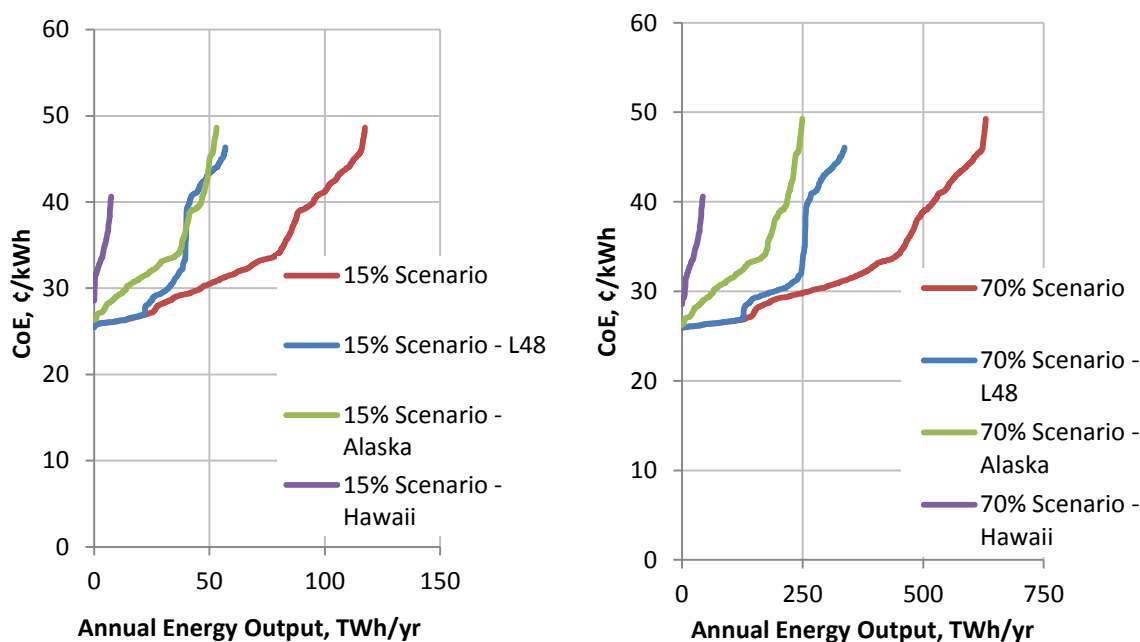 60
50
40
30
20
10
0
CoE, ¢/kWh
15% Scenario
15% Scenario - L48
15% Scenario -
Alaska
15% Scenario -
Hawaii
0 50 100 150
Annual Energy Output, TWh/yr
60
50
40
30
20
10
0
CoE, ¢/kWh
70% Scenario
70% Scenario -
L48
70% Scenario -
Alaska
70% Scenario -
Hawaii
0 250 500 750
Annual Energy Output, TWh/yr